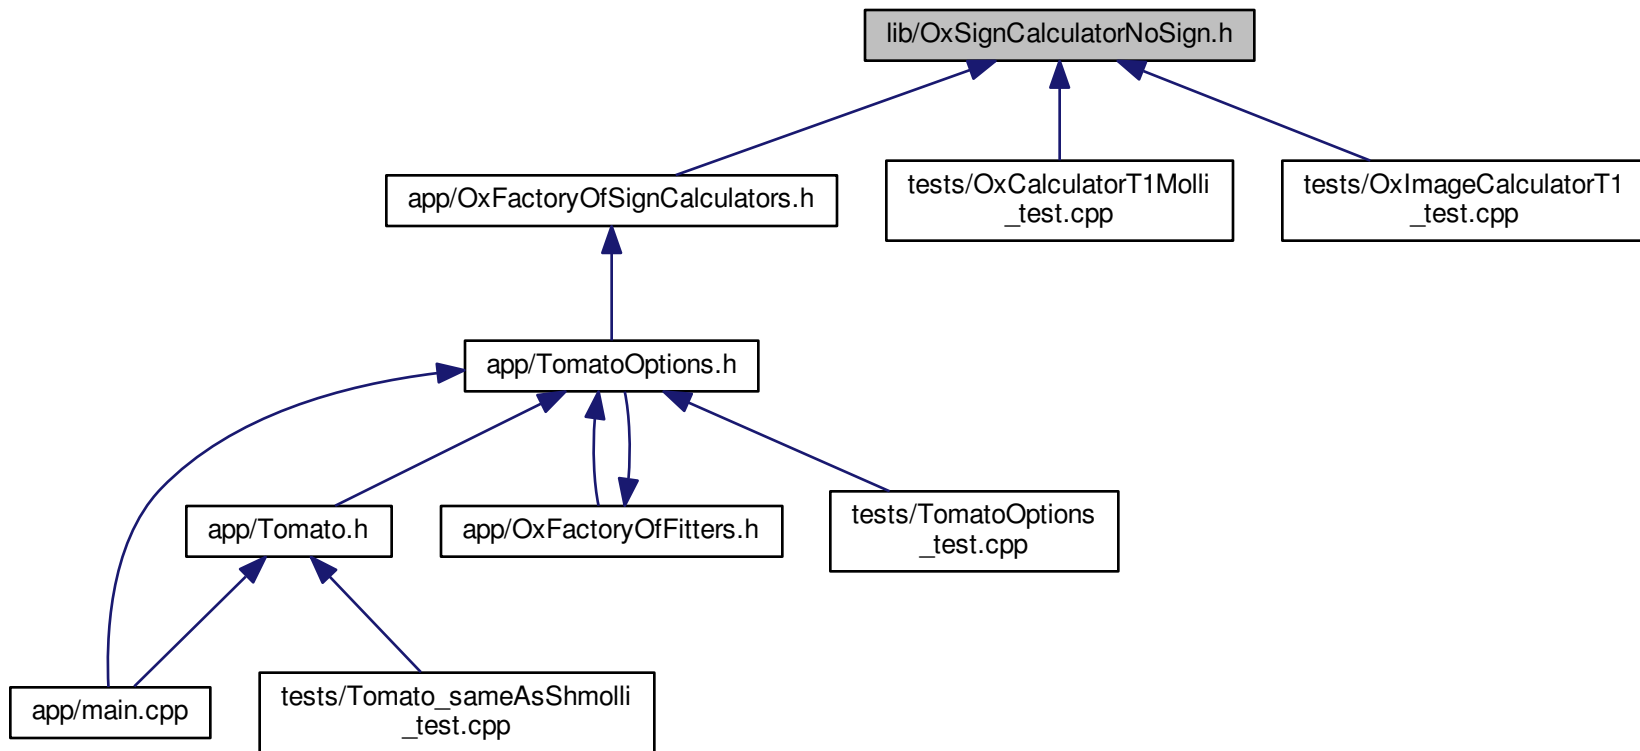 lib/OxSignCalculatorNoSign.h
app/OxFactoryOfSignCalculators.h
tests/OxCalculatorT1Molli
_test.cpp
tests/OxImageCalculatorT1
_test.cpp
app/TomatoOptions.h
app/Tomato.h
app/OxFactoryOfFitters.h
tests/TomatoOptions
_test.cpp
app/main.cpp
tests/Tomato_sameAsShmolli
_test.cpp